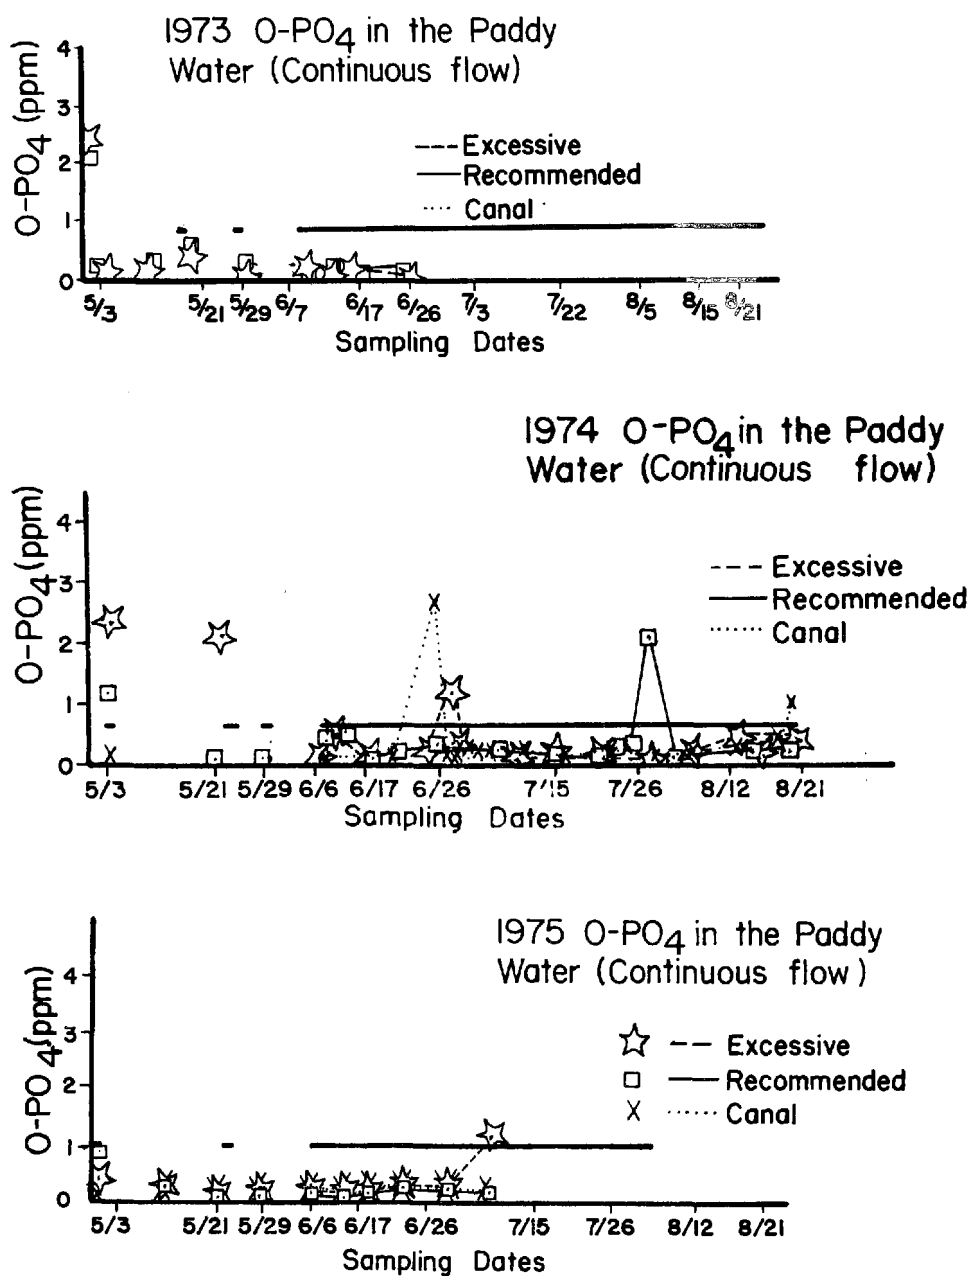 1973 O-PO4 in the Paddy
Water (Continuous flow)
O-PO4 (ppm)
4
3
2
1
0
Excessive
Recommended
Canal
5/3 5/21 5/29 6/7 6/17 6/26 7/3 7/22 8/5 8/15 8/21
Sampling Dates
1974 O-PO4 in the Paddy
Water (Continuous flow)
O-PO4 (ppm)
4
3
2
1
0
Excessive
Recommended
Canal
5/3 5/21 5/29 6/6 6/17 6/26 7/15 7/26 8/12 8/21
Sampling Dates
1975 O-PO4 in the Paddy
Water (Continuous flow)
O-PO4 (ppm)
4
3
2
1
0
Excessive
Recommended
Canal
5/3 5/21 5/29 6/6 6/17 6/26 7/15 7/26 8/12 8/21
Sampling Dates